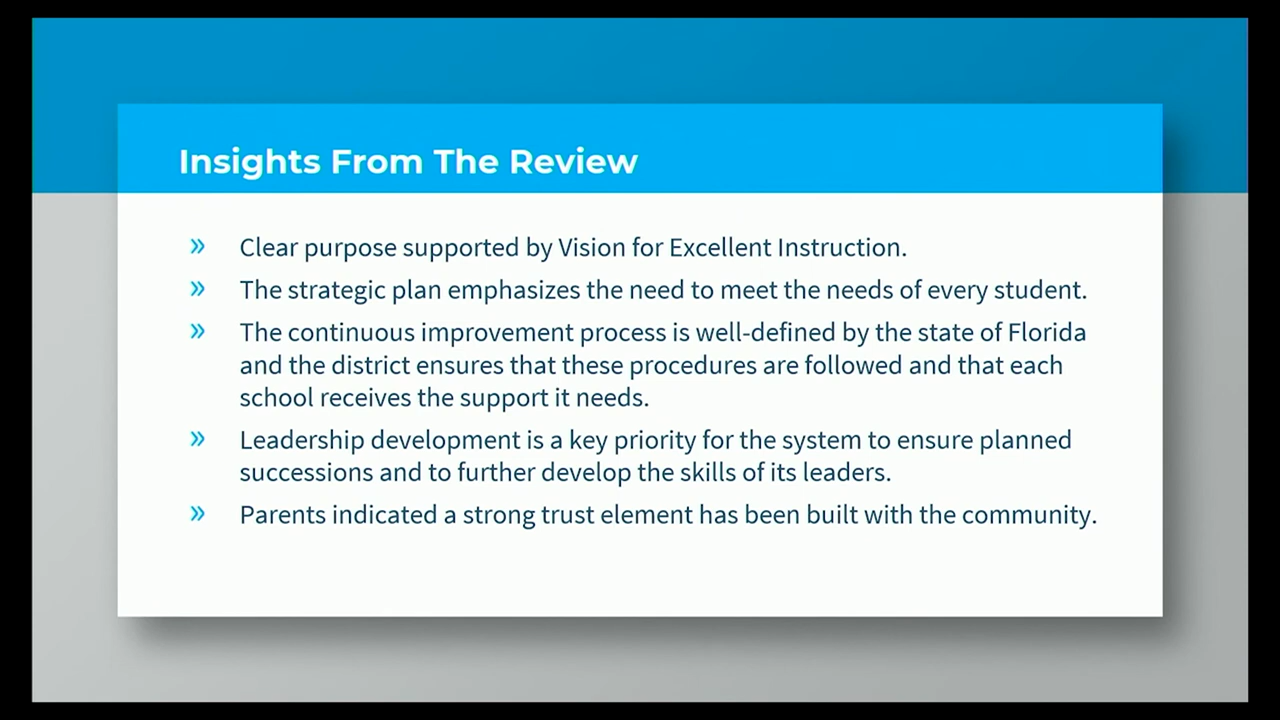 Insights From The Review
» Clear purpose supported by Vision for Excellent Instruction.
» The strategic plan emphasizes the need to meet the needs of every student.
» The continuous improvement process is well-defined by the state of Florida
and the district ensures that these procedures are followed and that each
school receives the support it needs.
» Leadership development is a key priority for the system to ensure planned
successions and to further develop the skills of its leaders.
» Parents indicated a strong trust element has been built with the community.